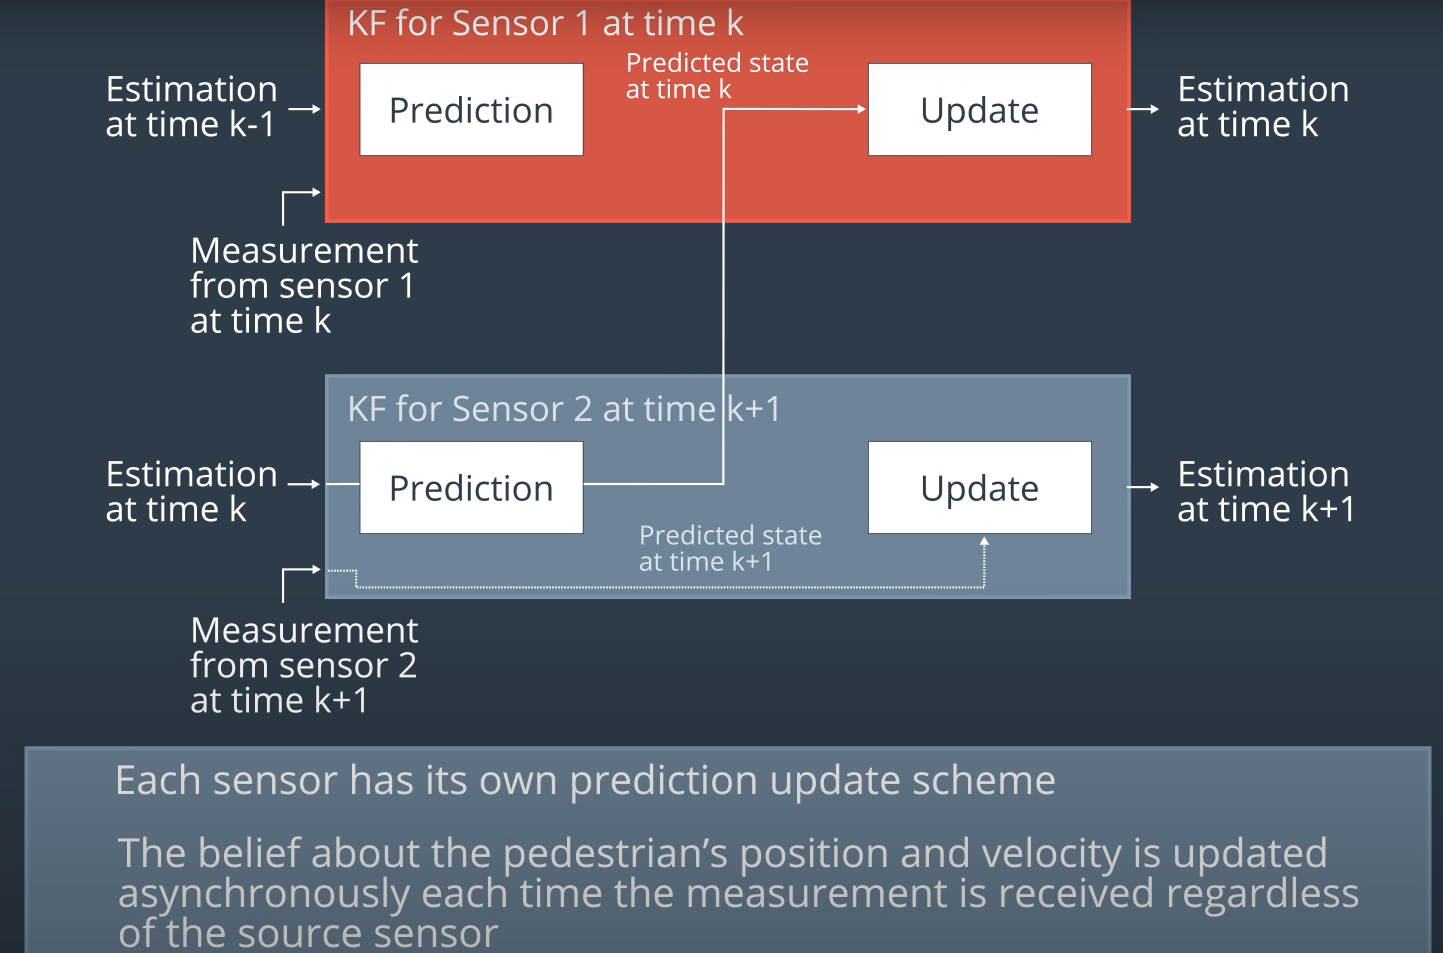 KF for Sensor 1 at time k
Predicted state
at time k
Estimation
at time k-1
Prediction
Update
Estimation
at time k
Measurement
from sensor 1
at time k
KF for Sensor 2 at time k+1
Estimation
at time k
Prediction
Update
Estimation
at time k+1
Predicted state
at time k+1
Measurement
from sensor 2
at time k+1
Each sensor has its own prediction update scheme
The belief about the pedestrian’s position and velocity is updated
asynchronously each time the measurement is received regardless
of the source sensor